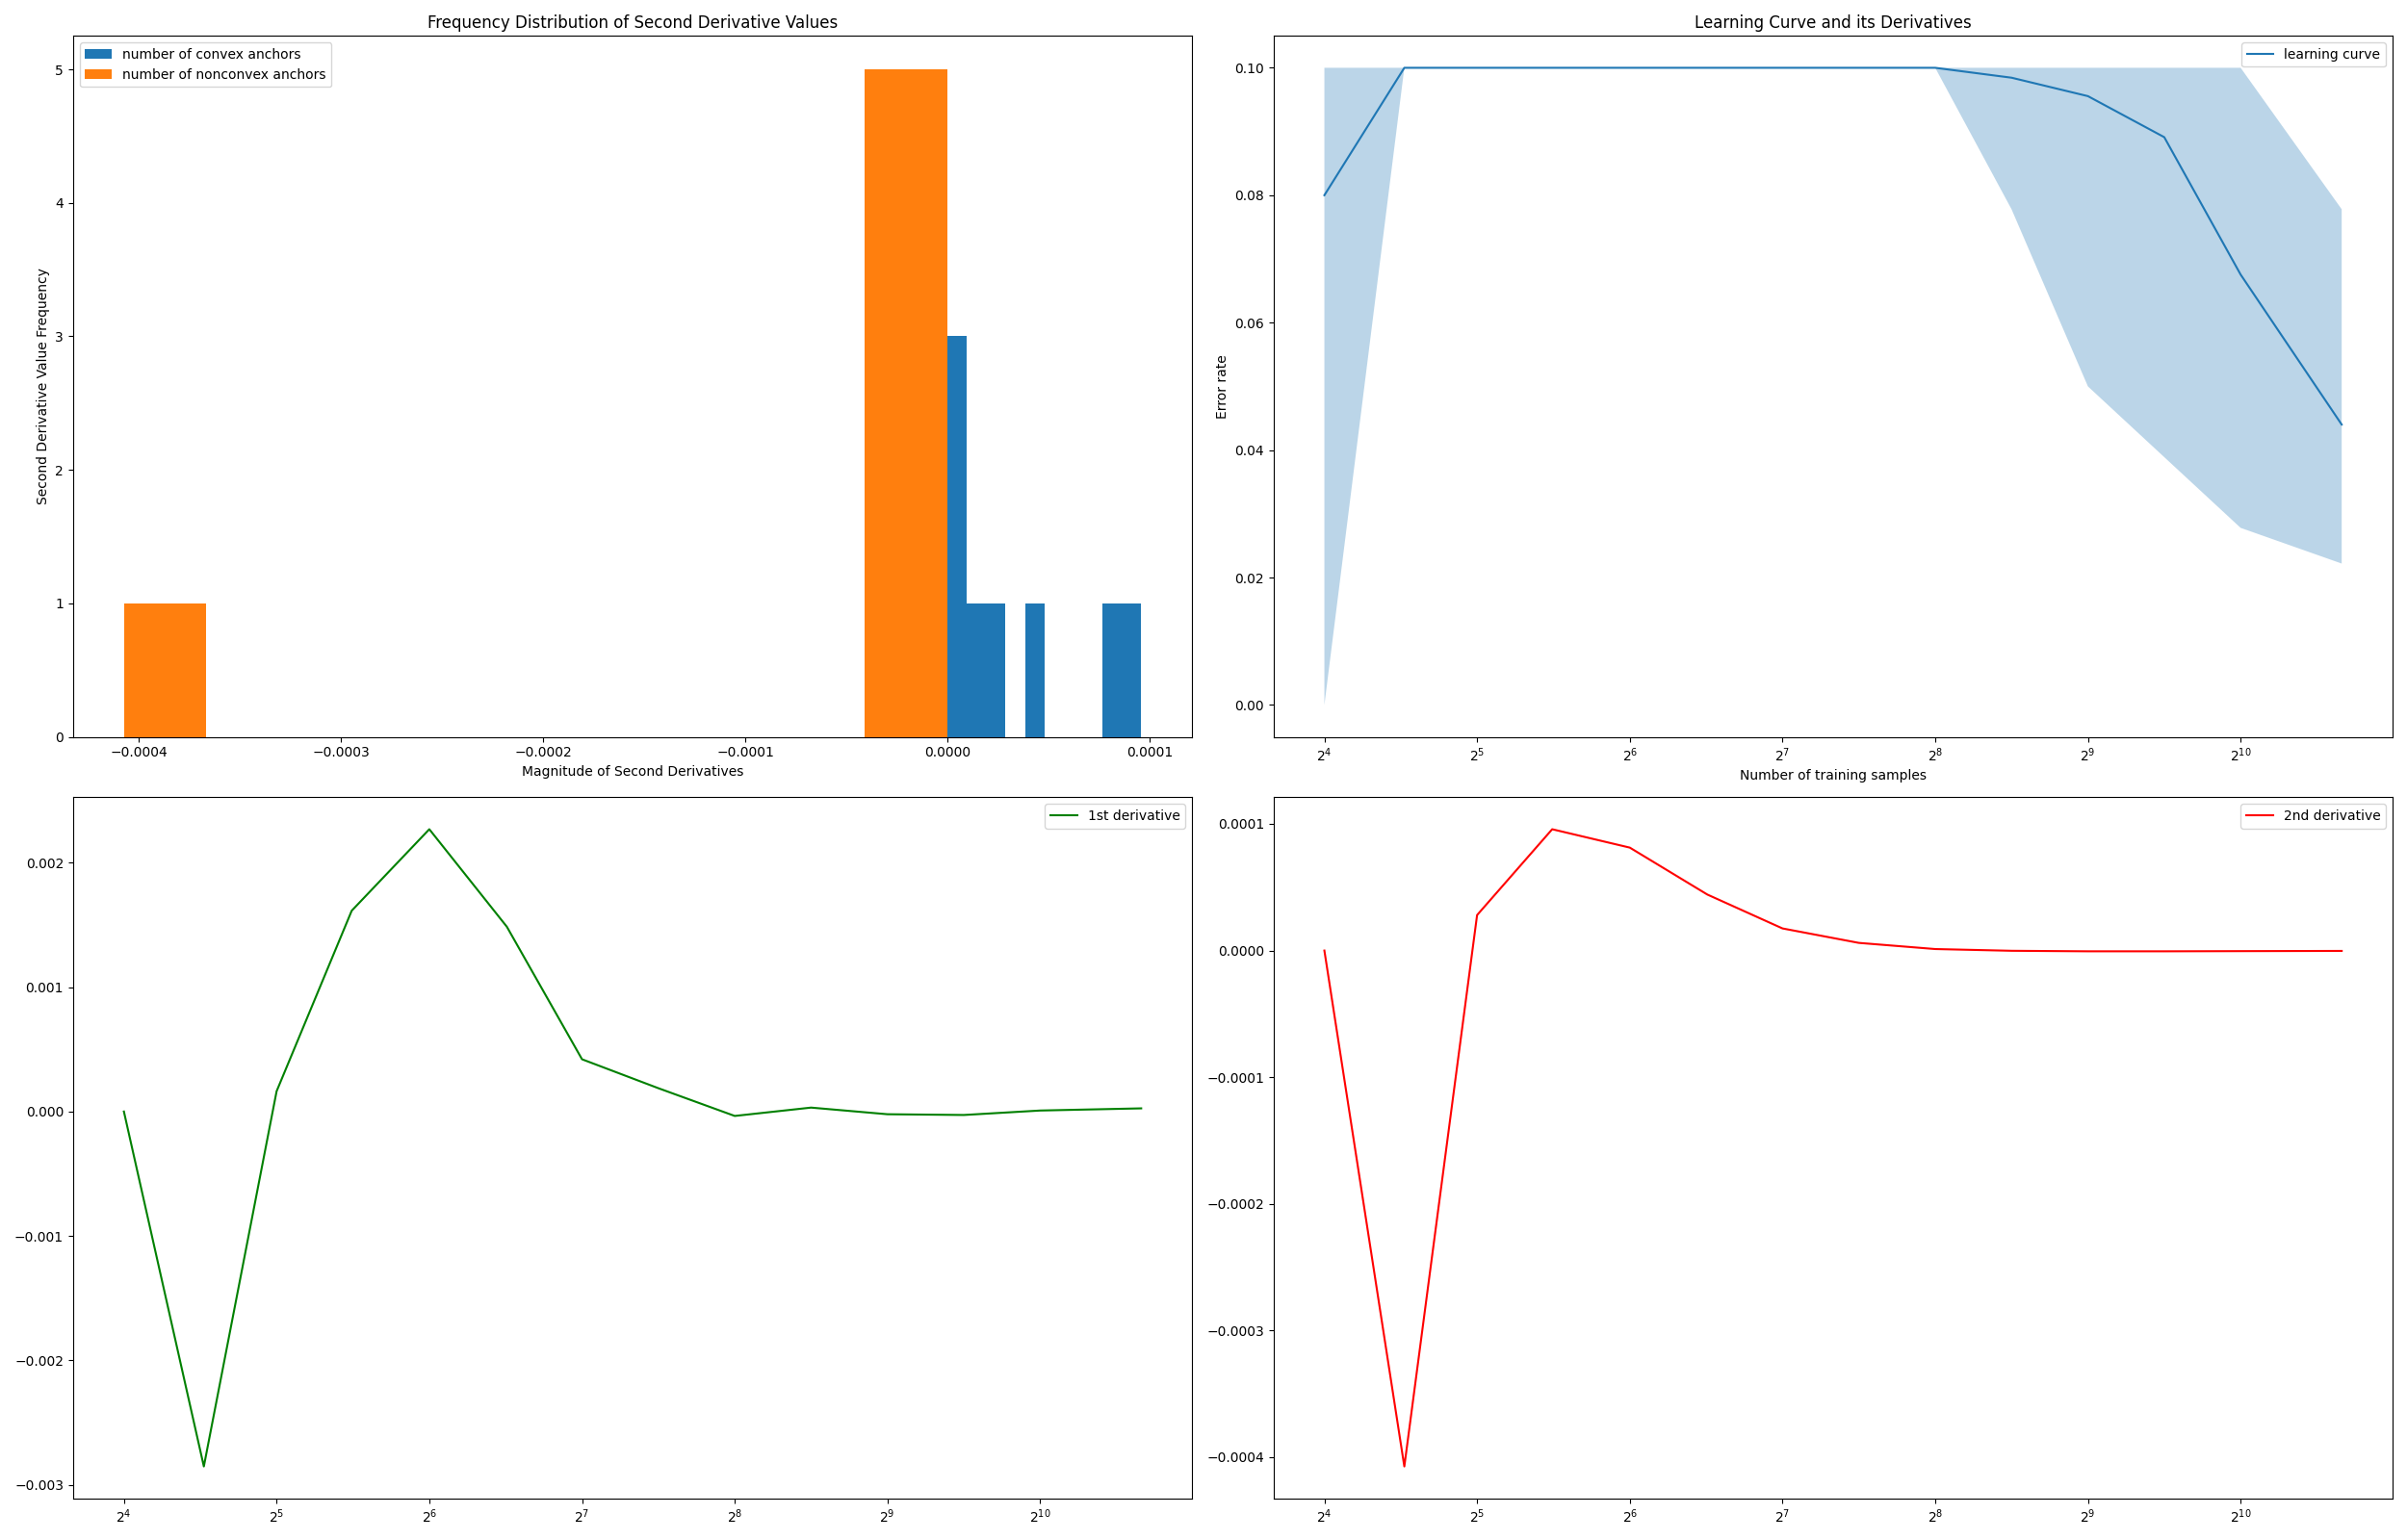 Frequency Distribution of Second Derivative Values
number of convex anchors
number of nonconvex anchors
5
4
3
2
1
0
Second Derivative Value Frequency
−0.0004 −0.0003 −0.0002 −0.0001 0.0000 0.0001
Magnitude of Second Derivatives
Learning Curve and its Derivatives
learning curve
0.10
0.08
0.06
0.04
0.02
0.00
Error rate
2⁴ 2⁵ 2⁶ 2⁷ 2⁸ 2⁹ 2¹⁰
Number of training samples
1st derivative
0.002
0.001
0.000
−0.001
−0.002
−0.003
2⁴ 2⁵ 2⁶ 2⁷ 2⁸ 2⁹ 2¹⁰
2nd derivative
0.0001
0.0000
−0.0001
−0.0002
−0.0003
−0.0004
2⁴ 2�5 2⁶ 2⁷ 2⁸ 2⁹ 2¹⁰